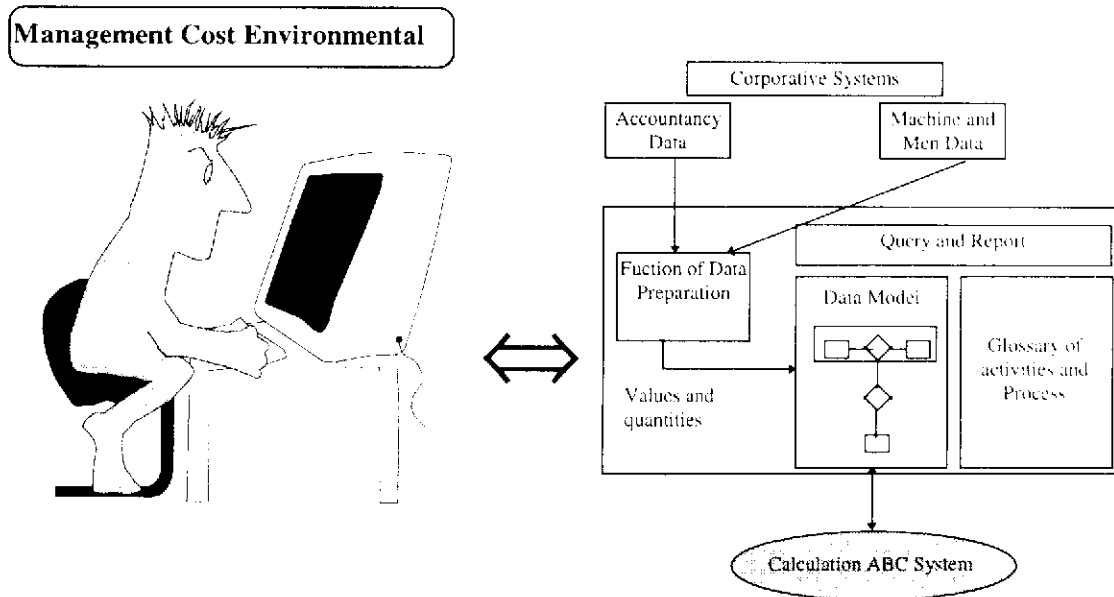 Management Cost Environmental
Corporative Systems
Accountancy
Data
Machine and
Men Data
Query and Report
Fuction of Data
Preparation
Data Model
Glossary of
activities and
Process
Values and
quantities
Calculation ABC System